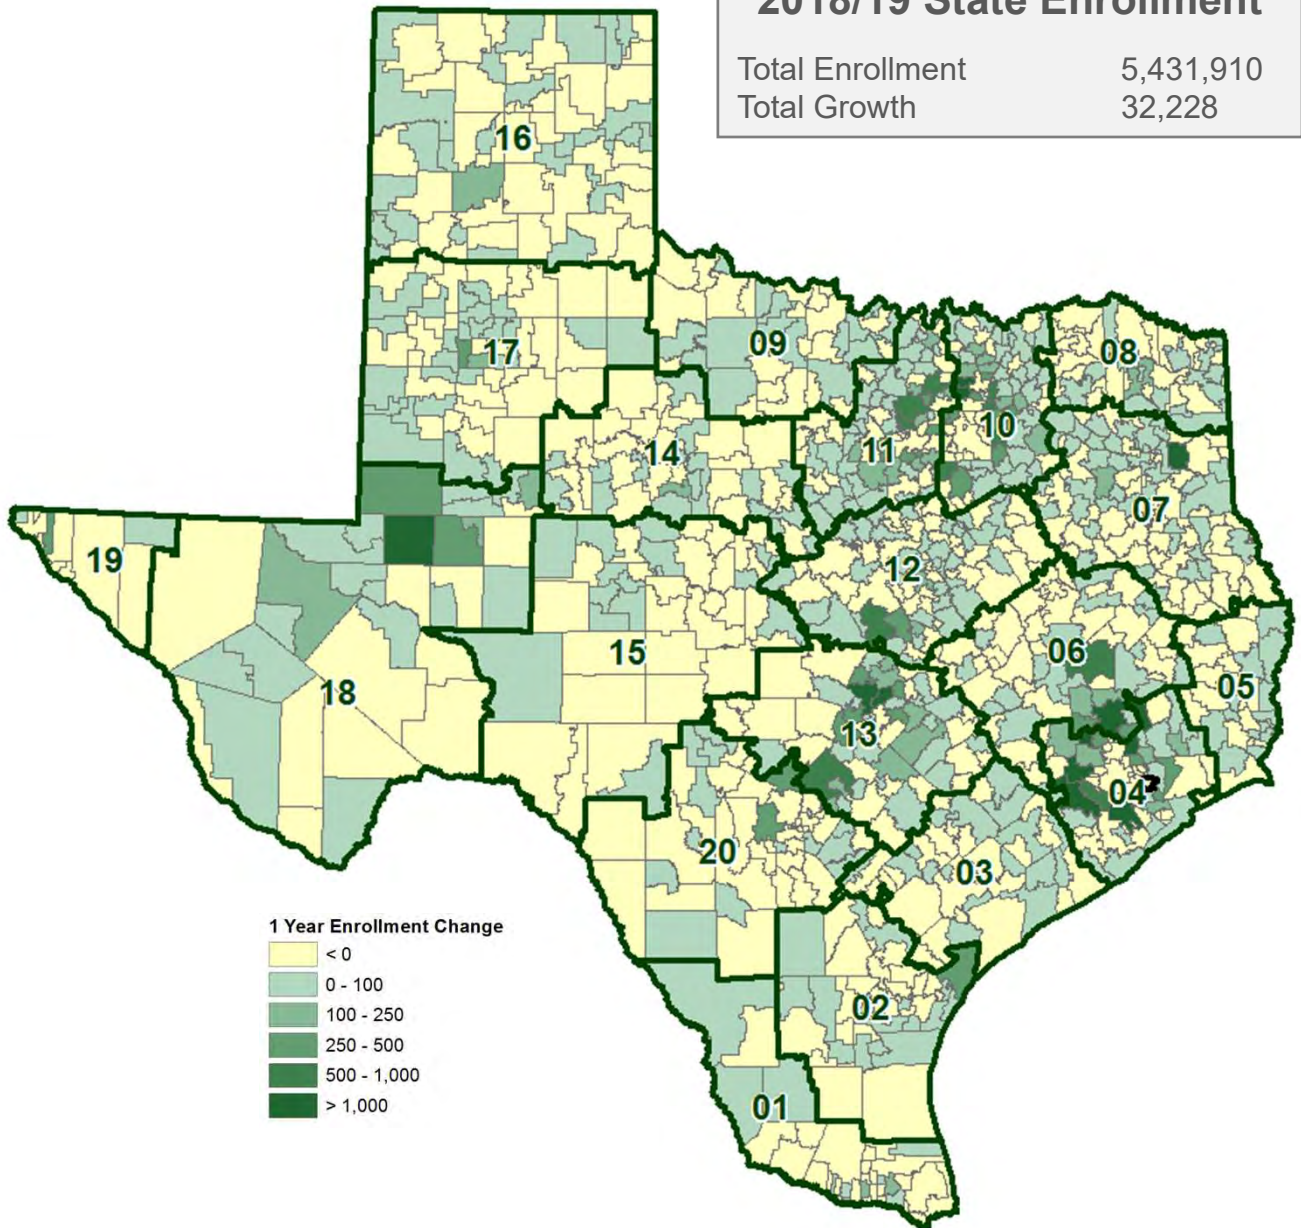 2018/19 State Enrollment
Total Enrollment 5,431,910
Total Growth 32,228
16
17
09
08
10
11
14
07
19
12
15
06
05
18
13
04
20
03
02
01
1 Year Enrollment Change
< 0
0 - 100
100 - 250
250 - 500
500 - 1,000
> 1,000